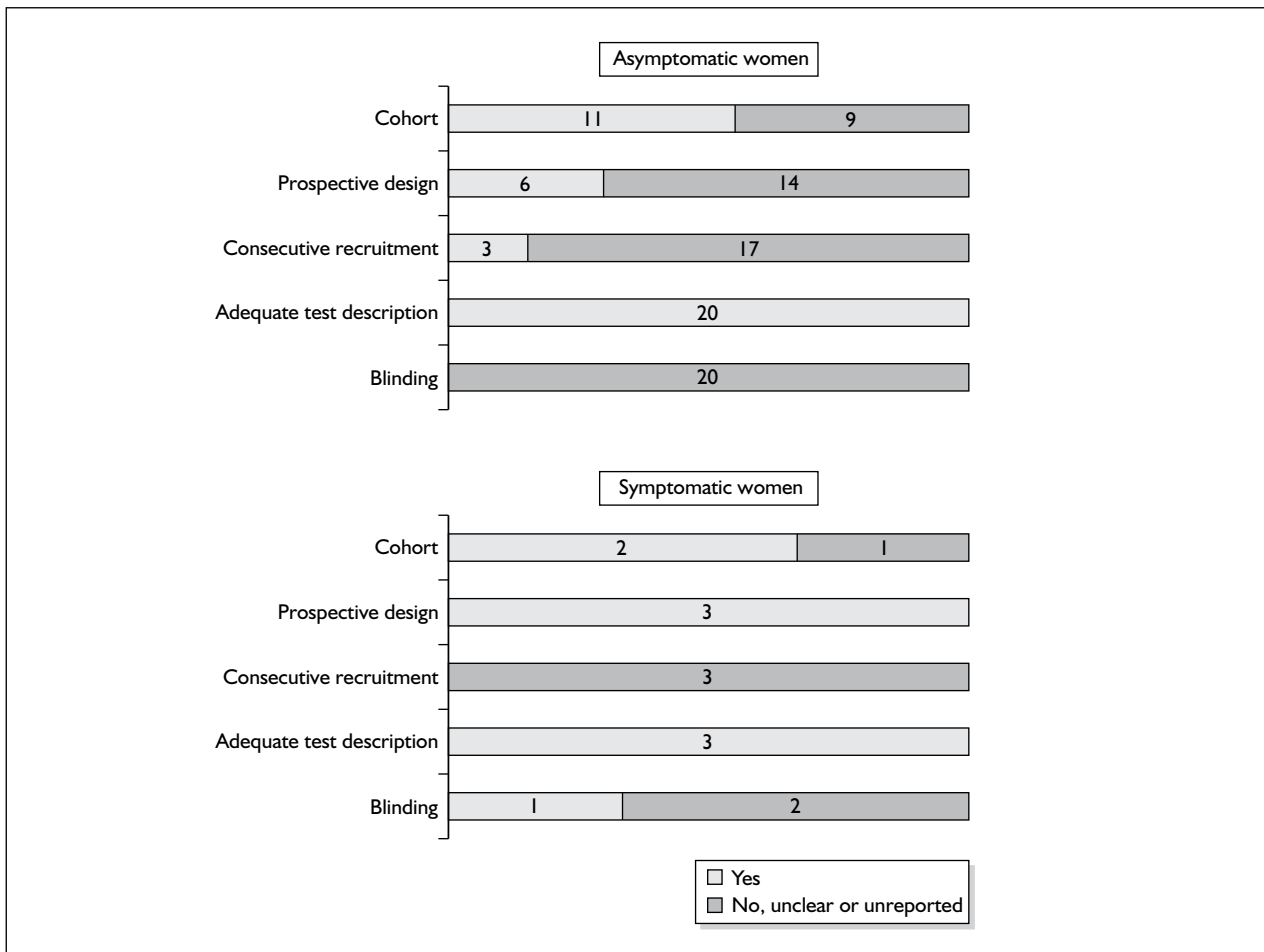 Asymptomatic women
Cohort 11 9
Prospective design 6 14
Consecutive recruitment 3 17
Adequate test description 20
Blinding 20
Symptomatic women
Cohort 2 1
Prospective design 3
Consecutive recruitment 3
Adequate test description 3
Blinding 1 2
Yes
No, unclear or unreported